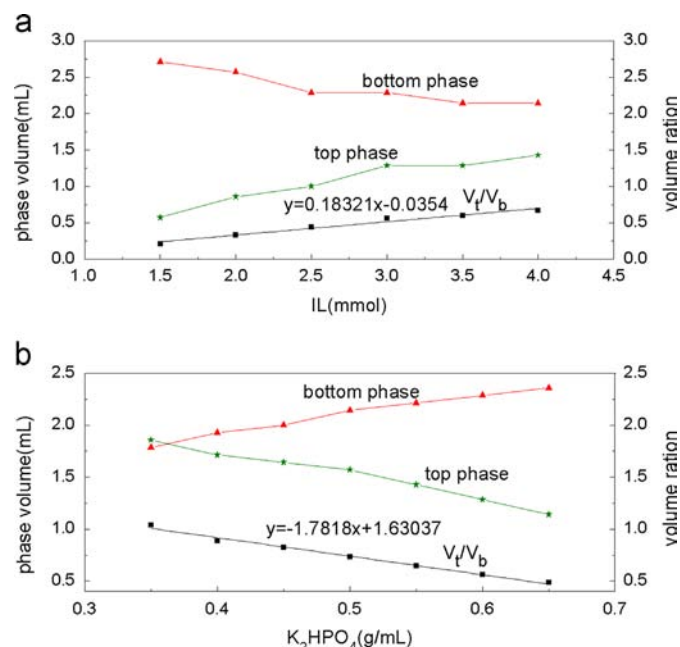 a
3.0
2.5
2.0
1.5
1.0
0.5
0.0
phase volume(mL)
bottom phase
top phase
y=0.18321x-0.0354
Vt/Vb
3.0
2.5
2.0
1.5
1.0
0.5
0.0
volume ration
1.0 1.5 2.0 2.5 3.0 3.5 4.0 4.5
IL(mmol)
b
2.5
2.0
1.5
1.0
0.5
phase volume(mL)
bottom phase
top phase
y=-1.7818x+1.63037
Vt/Vb
2.5
2.0
1.5
1.0
0.5
volume ration
0.3 0.4 0.5 0.6 0.7
K2HPO4(g/mL)